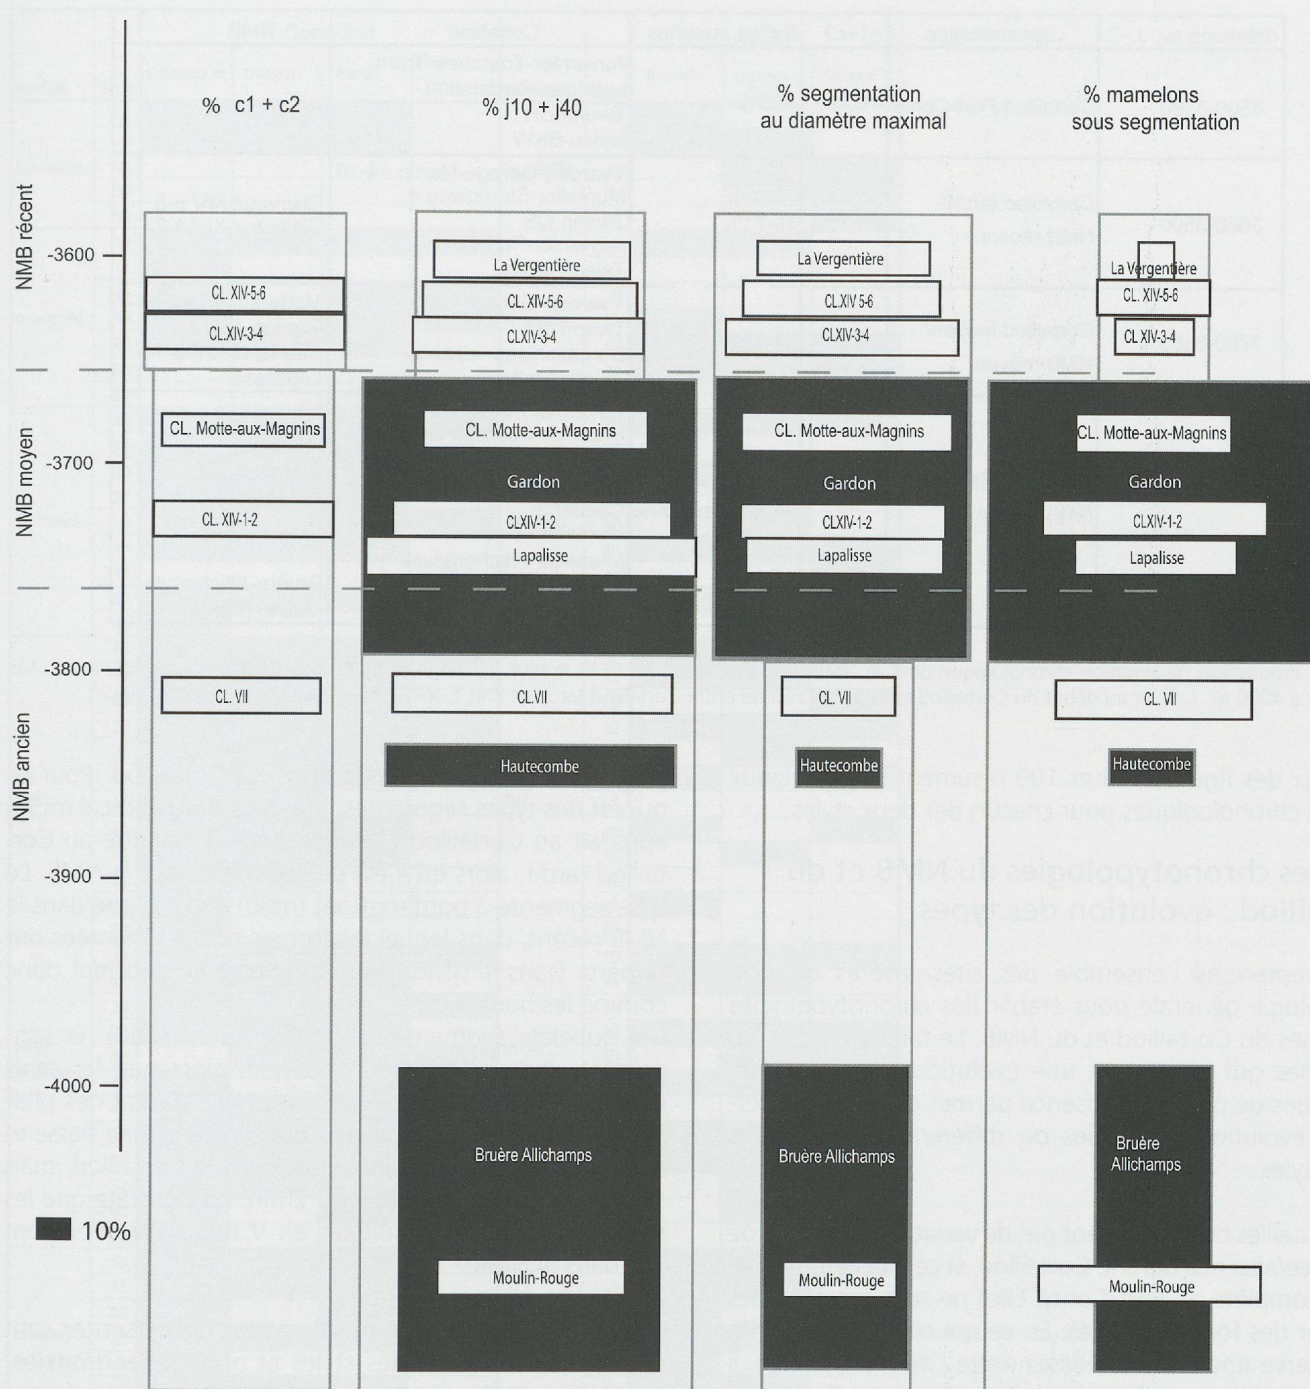 % c1 + c2
% j10 + j40
% segmentation
au diamètre maximal
% mamelons
sous segmentation
NMB récent
NMB moyen
NMB ancien
-3600
-3700
-3800
-3900
-4000
CL. XIV-5-6
CL.XIV-3-4
CL. Motte-aux-Magnins
CL. XIV-1-2
CL. VII
La Vergentière
CL. XIV-5-6
CLXIV-3-4
CL. Motte-aux-Magnins
Gardon
CLXIV-1-2
Lapalisse
CL.VII
Hautecombe
Bruère Allichamps
Moulin-Rouge
La Vergentière
CL.XIV 5-6
CLXIV-3-4
CL. Motte-aux-Magnins
Gardon
CLXIV-1-2
Lapalisse
CL. VII
Hautecombe
Bruère Allichamps
Moulin-Rouge
La Vergentière
CL. XIV-5-6
CL XIV-3-4
CL. Motte-aux-Magnins
Gardon
CLXIV-1-2
Lapalisse
CL. VII
Hautecombe
Bruère
Allichamps
Moulin-Rouge
10%